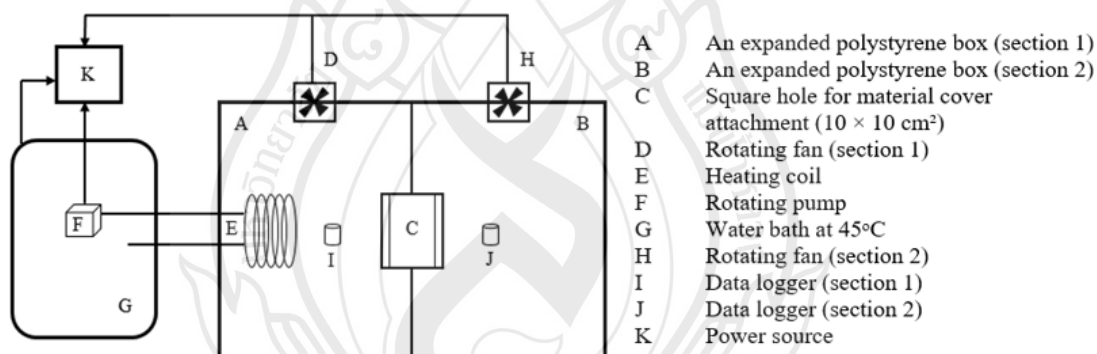 K
D
H
A
B
F
E
C
I
J
G
A An expanded polystyrene box (section 1)
B An expanded polystyrene box (section 2)
C Square hole for material cover
attachment (10 × 10 cm²)
D Rotating fan (section 1)
E Heating coil
F Rotating pump
G Water bath at 45°C
H Rotating fan (section 2)
I Data logger (section 1)
J Data logger (section 2)
K Power source